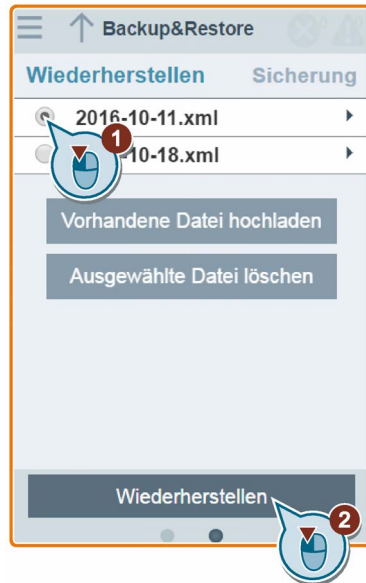 Backup&Restore
Wiederherstellen Sicherung
2016-10-11.xml
1
-10-18.xml
Vorhandene Datei hochladen
Ausgewählte Datei löschen
Wiederherstellen
2